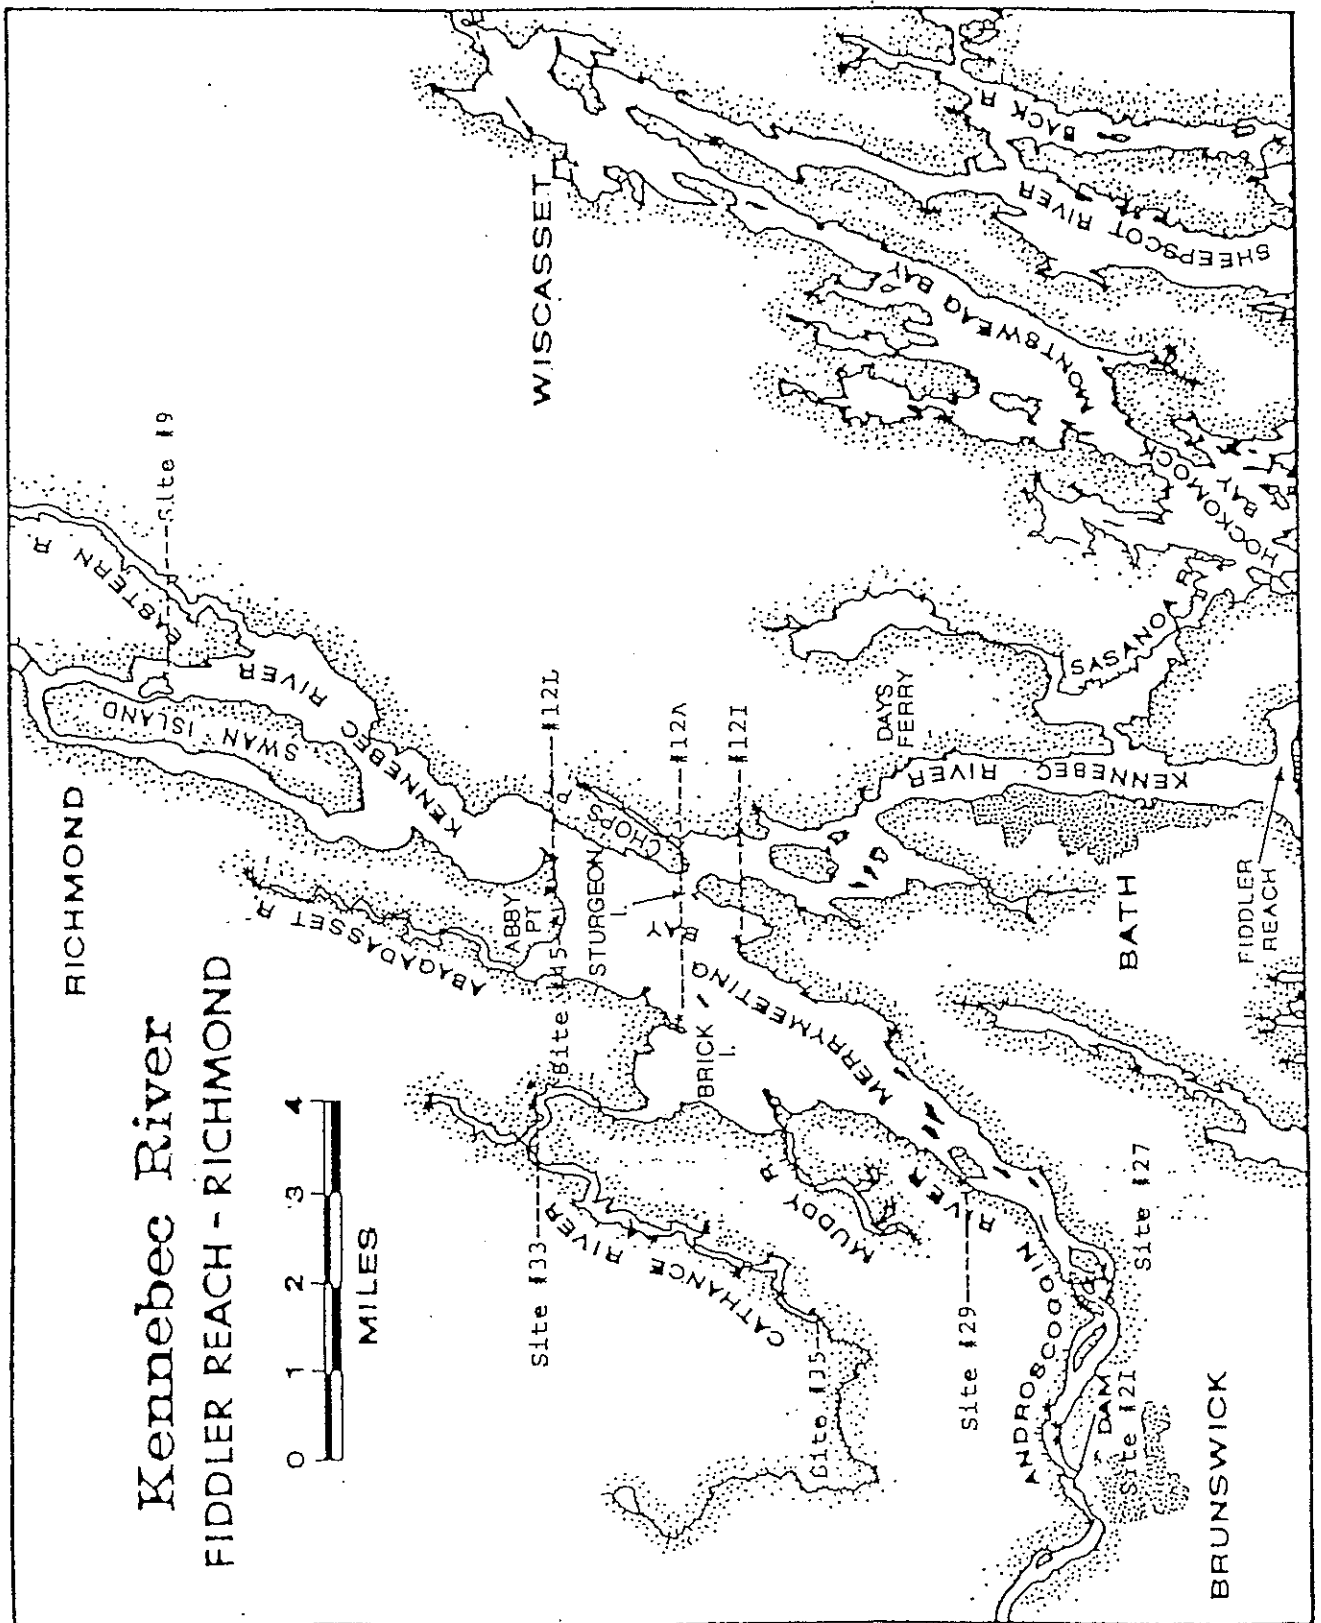 Kennebec River
FIDDLER REACH - RICHMOND
0 1 2 3 4
MILES
RICHMOND
WISCASSET
BATH
BRUNSWICK
EASTERN R.
Site #9
SWAN ISLAND
KENNEBEC RIVER
ABAGADASSET R.
ABBY
PT
Site #45
#12L
STURGEON
I.
CHOPS
P
#12A
#12I
BRICK
I.
MERRYMEETING BAY
Site #33
CATHANCE RIVER
Site #35
MUDDY R
Site #29
ANDROSCOGGIN RIVER
Site #27
DAM
Site #21
DAYS
FERRY
KENNEBEC RIVER
FIDDLER
REACH
SASANOA R
HOCKOMOCK
BAY
MONTSWEAG BAY
SHEEPSCOT RIVER
BACK R